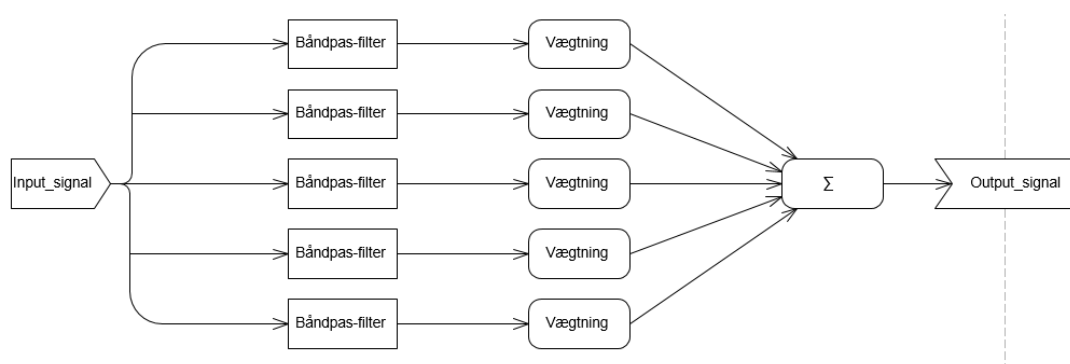 Båndpas-filter
Vægtning
Båndpas-filter
Vægtning
Input_signal
Båndpas-filter
Vægtning
∑
Output_signal
Båndpas-filter
Vægtning
Båndpas-filter
Vægtning